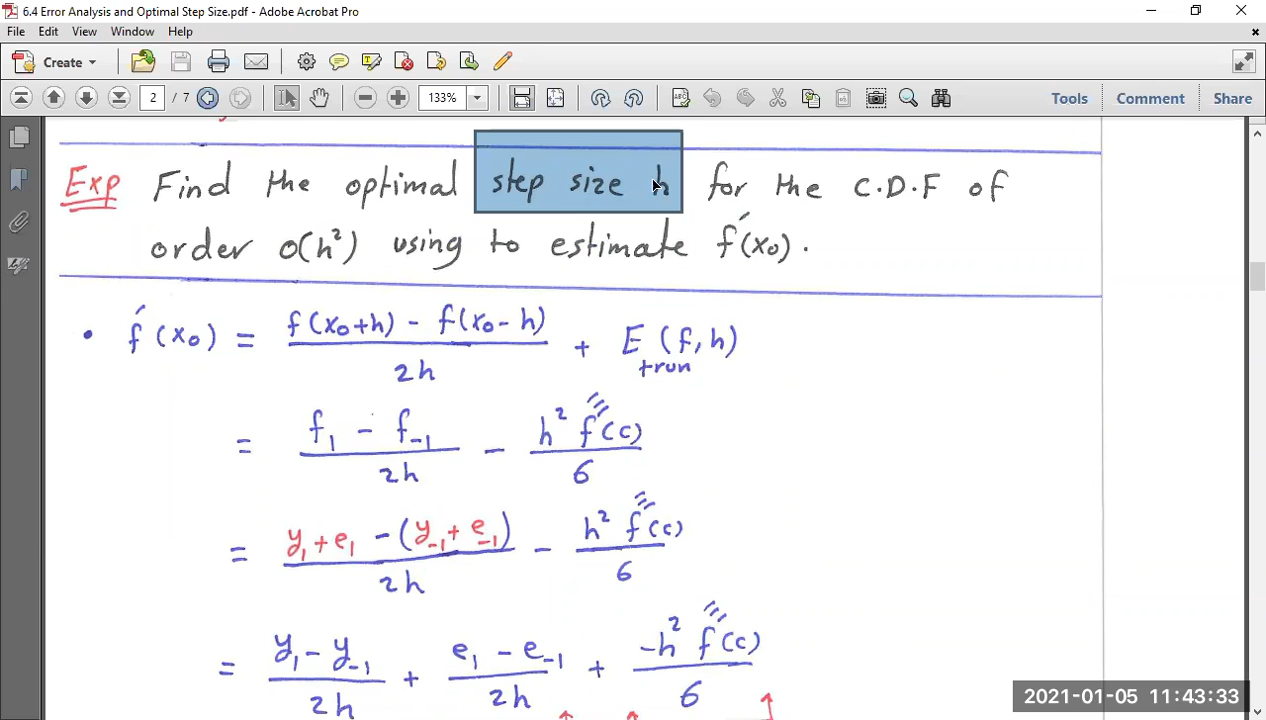 6.4 Error Analysis and Optimal Step Size.pdf - Adobe Acrobat Pro
File Edit View Window Help
Create
2 / 7 133% Tools Comment Share
Exp Find the optimal step size h for the C.D.F of
order O(h²) using to estimate f′(x₀).
• f′(x₀) = (f(x₀+h) - f(x₀-h))/2h + E_trun (f,h)
= (f₁ - f₋₁)/2h - h² f‴(c)/6
= (y₁+e₁ - (y₋₁+e₋₁))/2h - h² f‴(c)/6
= (y₁ - y₋₁)/2h + (e₁ - e₋₁)/2h + -h² f‴(c)/6
2021-01-05 11:43:33